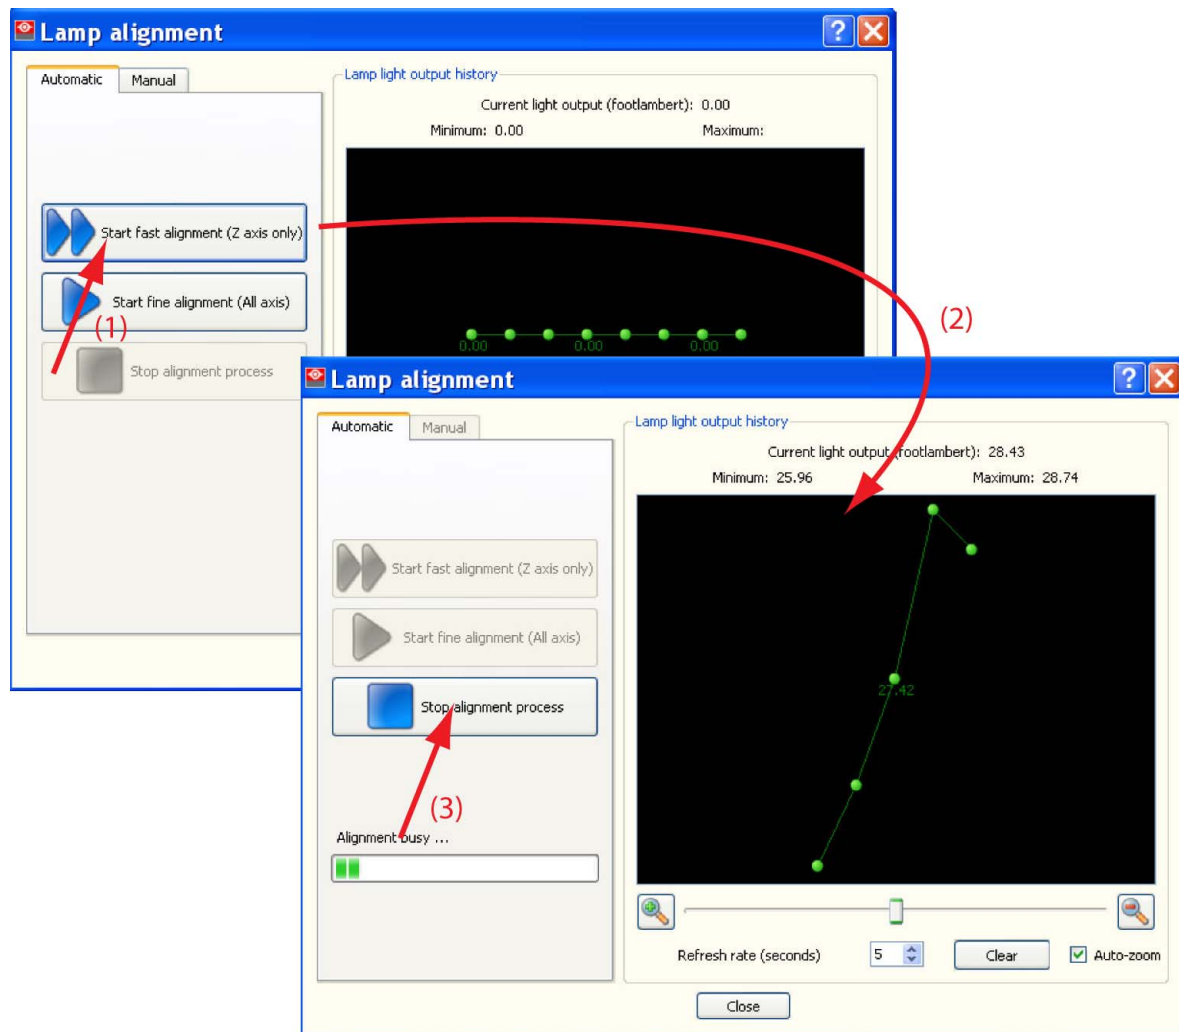 Lamp alignment
Automatic
Manual
Lamp light output history
Current light output (footlambert): 0.00
Minimum: 0.00
Maximum:
Start fast alignment (Z axis only)
Start fine alignment (All axis)
(1)
Stop alignment process
0.00
0.00
0.00
(2)
Lamp alignment
Automatic
Manual
Lamp light output history
Current light output (footlambert): 28.43
Minimum: 25.96
Maximum: 28.74
Start fast alignment (Z axis only)
Start fine alignment (All axis)
Stop alignment process
27.42
(3)
Alignment busy ...
Refresh rate (seconds)
5
Clear
Auto-zoom
Close